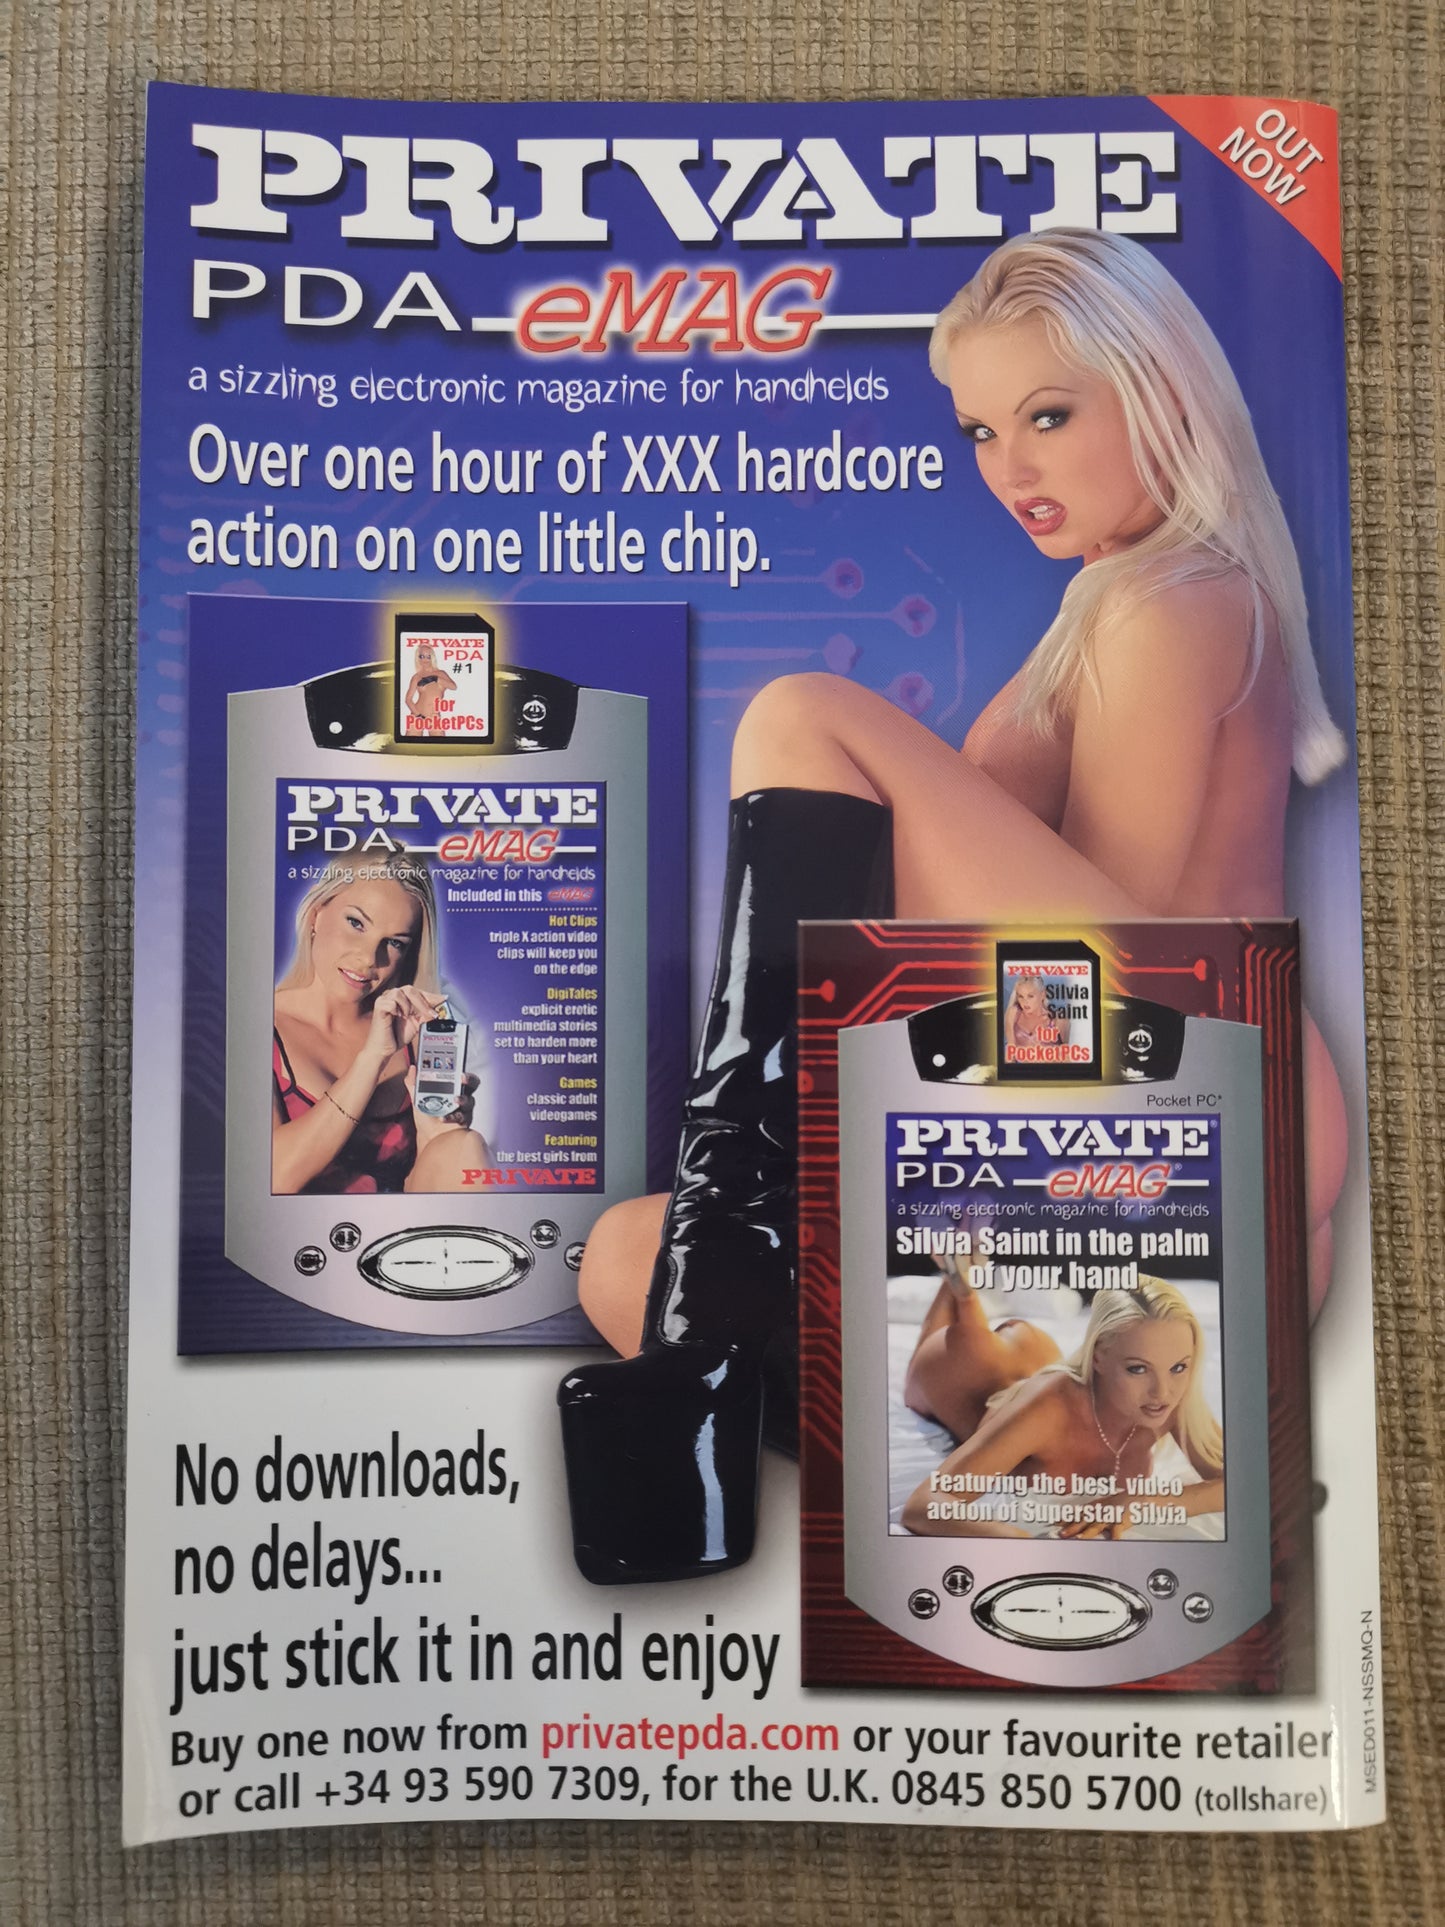 PRIVATE
OUT
NOW
PDA eMAG
a sizzling electronic magazine for handhelds
Over one hour of XXX hardcore
action on one little chip.
PRIVATE
PDA
#1
for
PocketPCs
PRIVATE
PDA eMAG
a sizzling electronic magazine for handhelds
Included in this eMAG
Hot Clips
triple X action video
clips will keep you
on the edge
DigiTales
explicit erotic
multimedia stories
set to harden more
than your heart
Games
classic adult
videogames
Featuring
the best girls from
PRIVATE
PRIVATE
Silvia
Saint
for
PocketPCs
Pocket PC*
PRIVATE®
PDA eMAG®
a sizzling electronic magazine for handhelds
Silvia Saint in the palm
of your hand
Featuring the best video
action of Superstar Silvia
No downloads,
no delays...
just stick it in and enjoy
Buy one now from privatepda.com or your favourite retailer
or call +34 93 590 7309, for the U.K. 0845 850 5700 (tollshare)
MSED011-NSSMQ-N